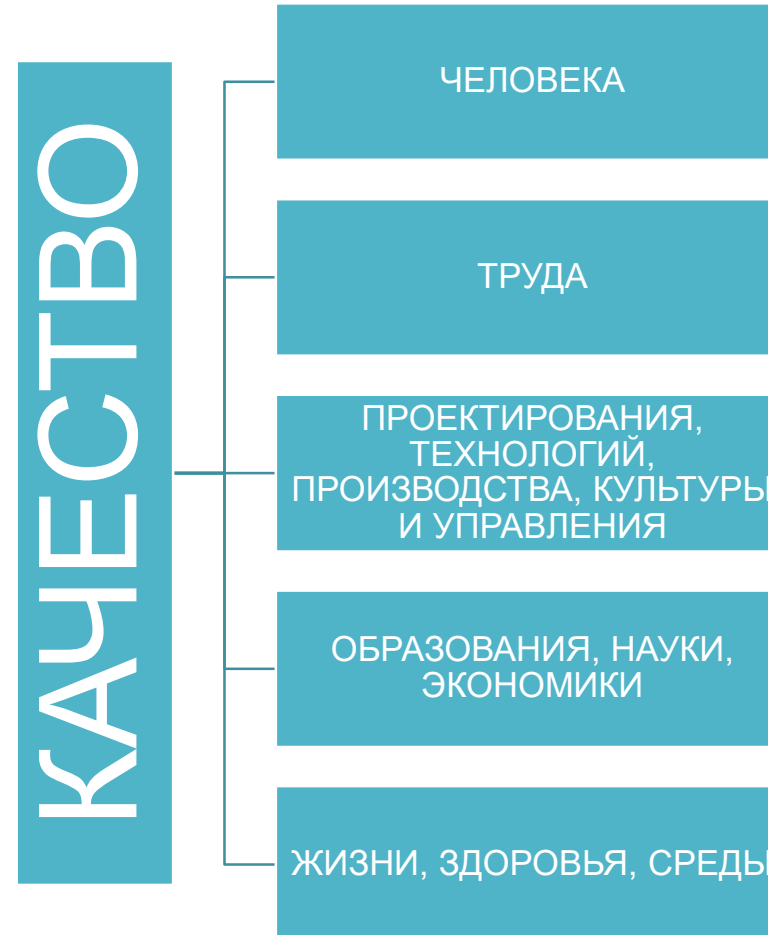 КАЧЕСТВО
ЧЕЛОВЕКА
ТРУДА
ПРОЕКТИРОВАНИЯ,
ТЕХНОЛОГИЙ,
ПРОИЗВОДСТВА, КУЛЬТУРЫ
И УПРАВЛЕНИЯ
ОБРАЗОВАНИЯ, НАУКИ,
ЭКОНОМИКИ
ЖИЗНИ, ЗДОРОВЬЯ, СРЕДЫ